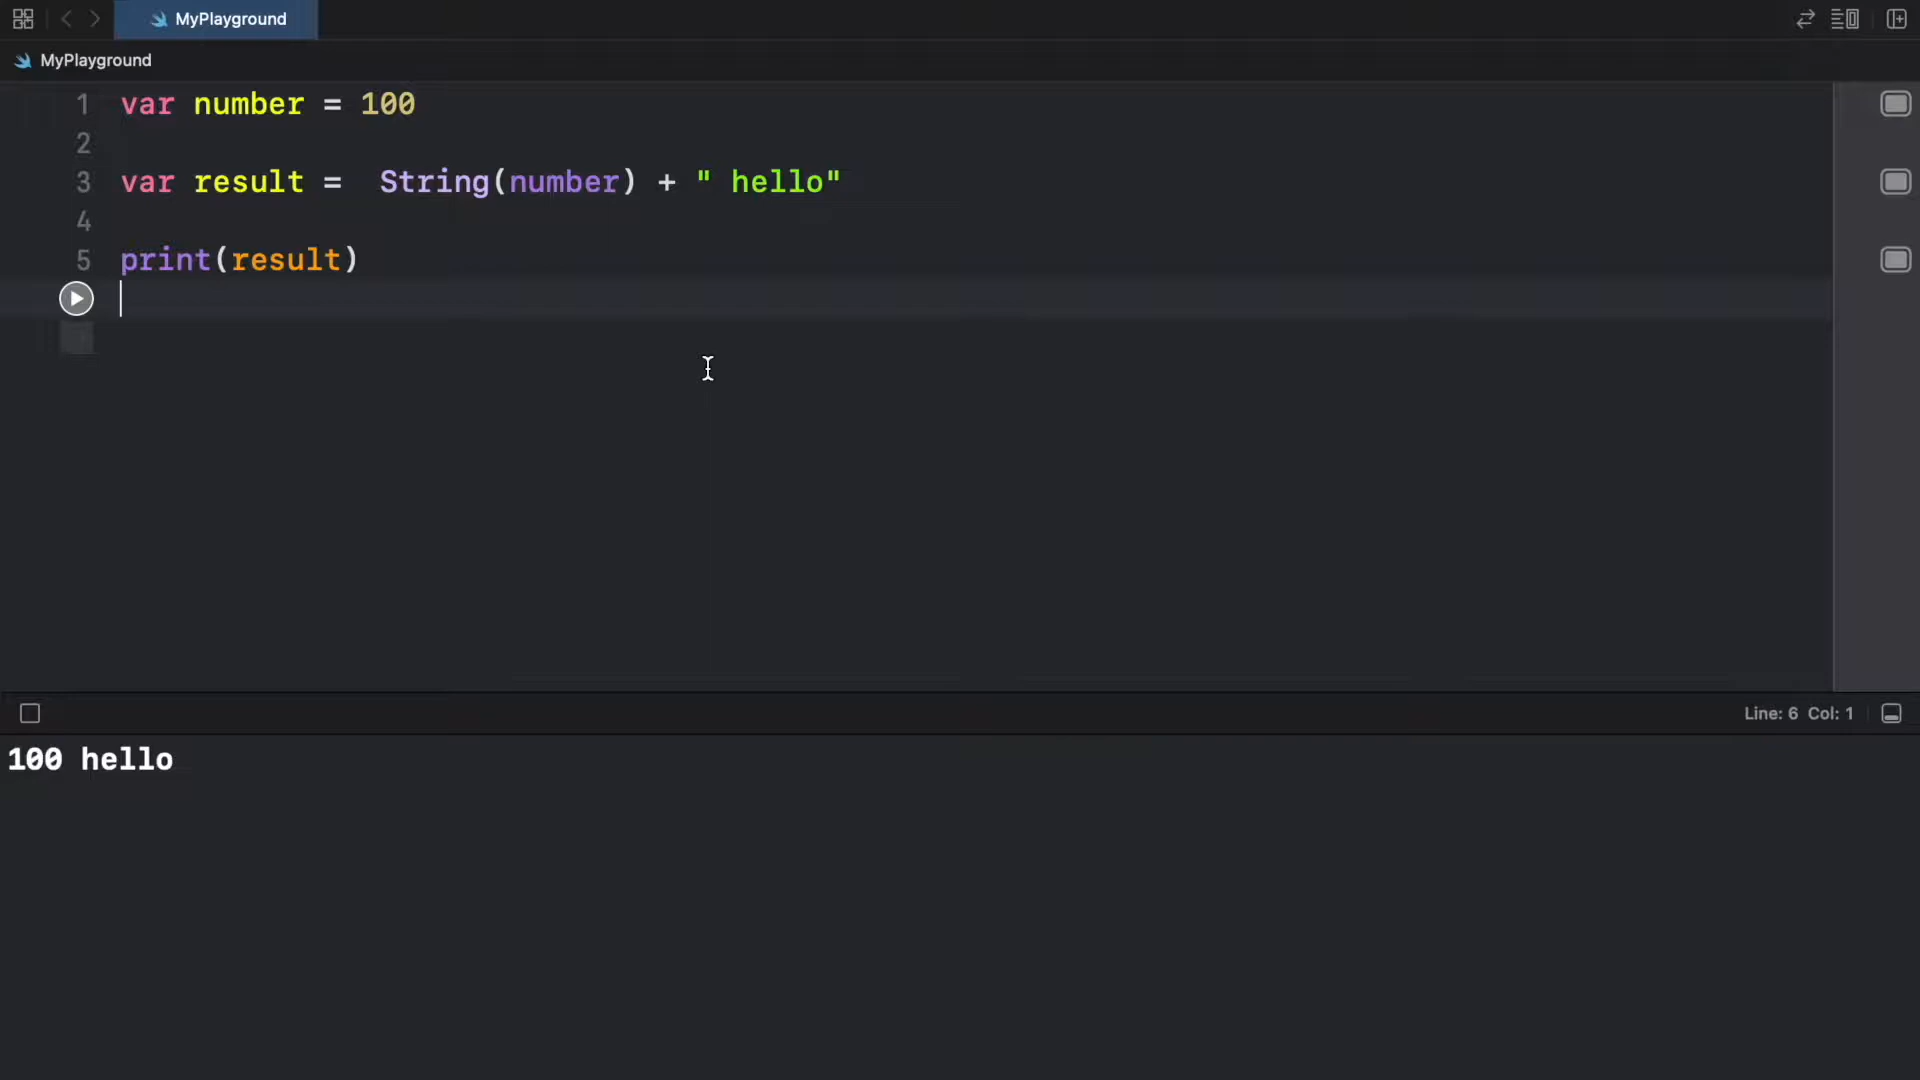 MyPlayground
MyPlayground
1 var number = 100
2
3 var result =  String(number) + " hello"
4
5 print(result)
Line: 6 Col: 1
100 hello